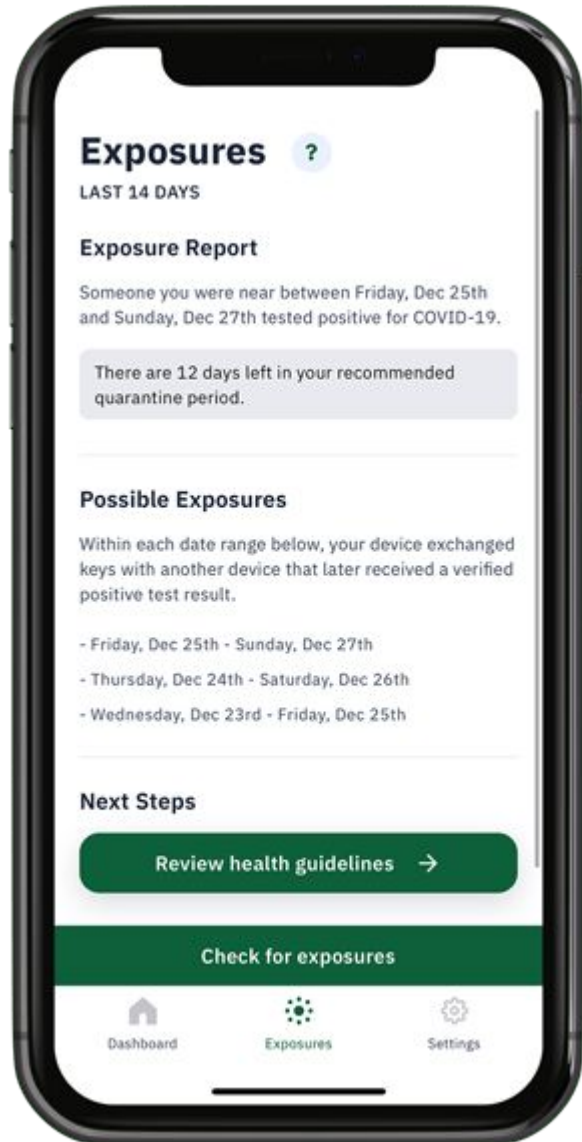 Exposures ?
LAST 14 DAYS
Exposure Report
Someone you were near between Friday, Dec 25th
and Sunday, Dec 27th tested positive for COVID-19.
There are 12 days left in your recommended
quarantine period.
Possible Exposures
Within each date range below, your device exchanged
keys with another device that later received a verified
positive test result.
- Friday, Dec 25th - Sunday, Dec 27th
- Thursday, Dec 24th - Saturday, Dec 26th
- Wednesday, Dec 23rd - Friday, Dec 25th
Next Steps
Review health guidelines →
Check for exposures
Dashboard Exposures Settings